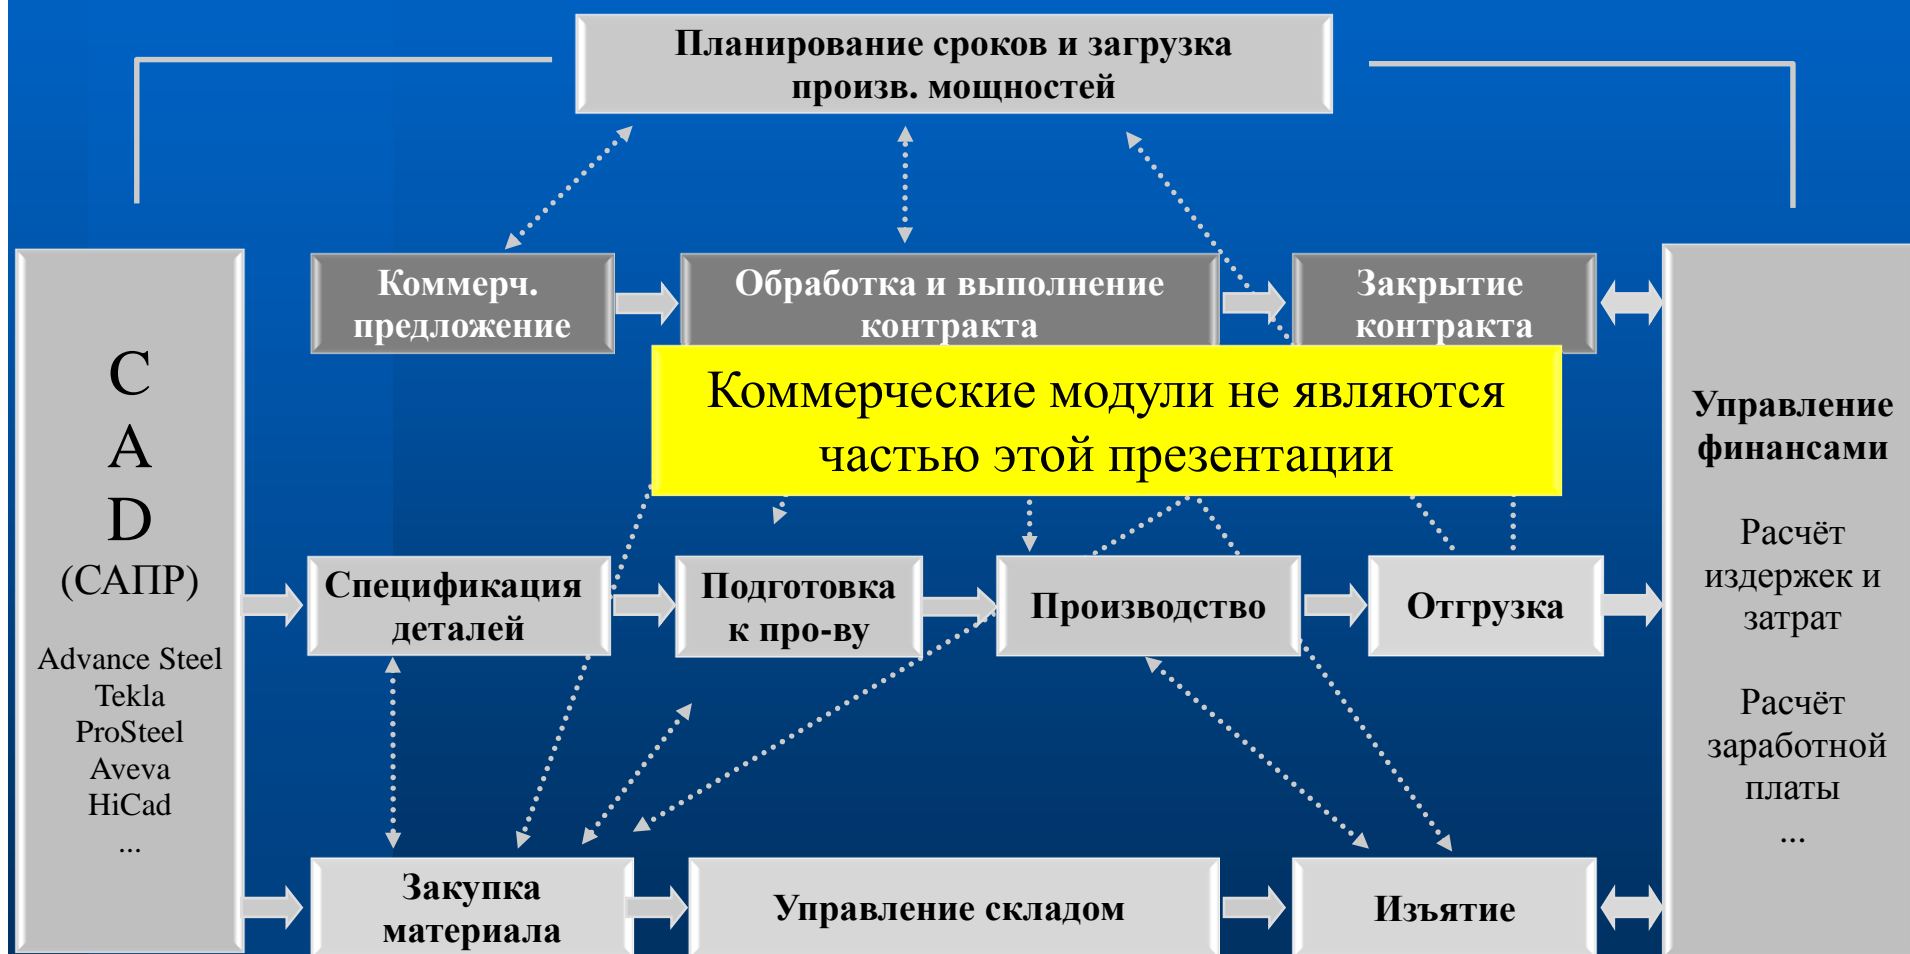 Планирование сроков и загрузка
произв. мощностей
Коммерч.
предложение
Обработка и выполнение
контракта
Закрытие
контракта
Коммерческие модули не являются
частью этой презентации
C
A
D
(САПР)
Advance Steel
Tekla
ProSteel
Aveva
HiCad
...
Спецификация
деталей
Подготовка
к про-ву
Производство
Отгрузка
Закупка
материала
Управление складом
Изъятие
Управление
финансами
Расчёт
издержек и
затрат
Расчёт
заработной
платы
...